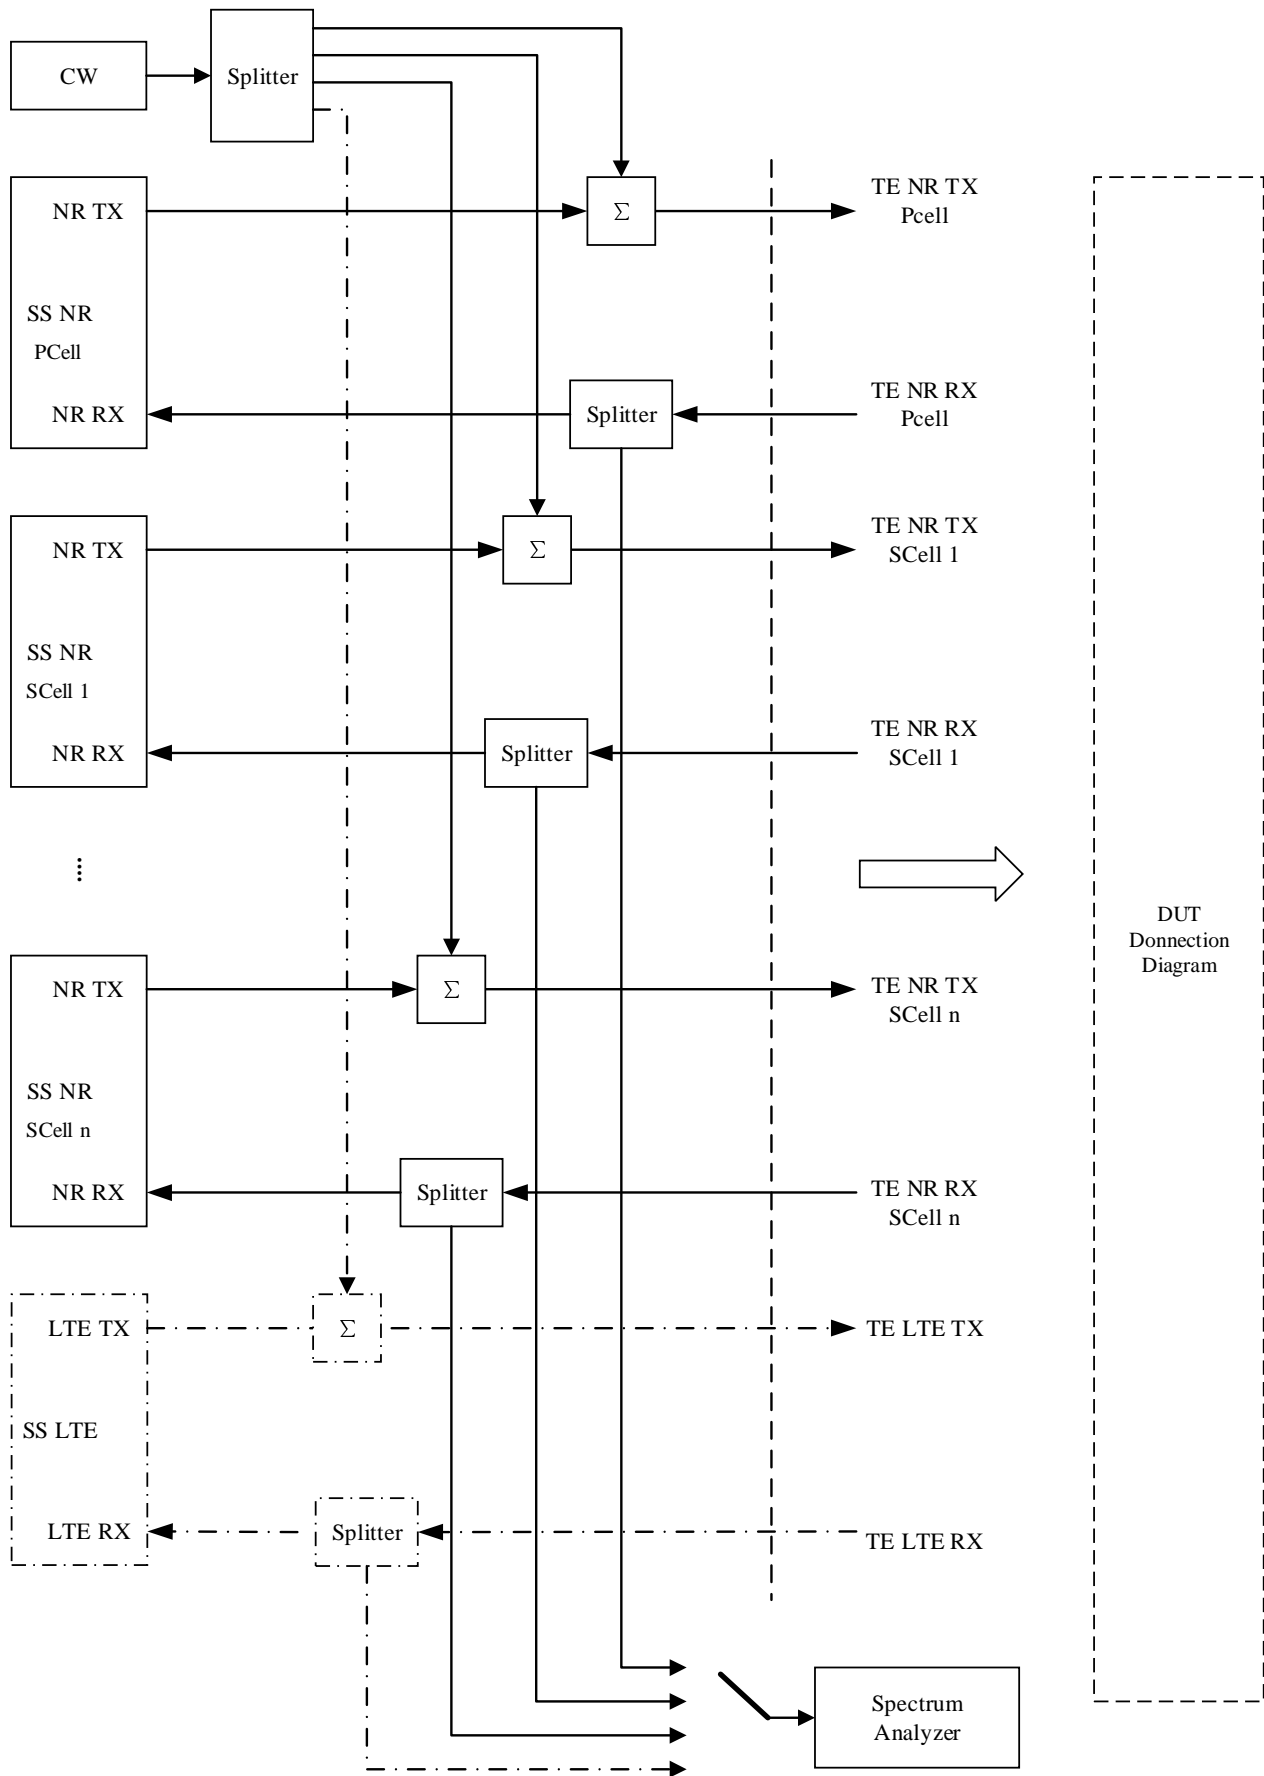 CW
Splitter
NR TX
Σ
TE NR TX
Pcell
SS NR
PCell
NR RX
Splitter
TE NR RX
Pcell
NR TX
Σ
TE NR TX
SCell 1
SS NR
SCell 1
NR RX
Splitter
TE NR RX
SCell 1
DUT
Donnection
Diagram
NR TX
Σ
TE NR TX
SCell n
SS NR
SCell n
NR RX
Splitter
TE NR RX
SCell n
LTE TX
Σ
TE LTE TX
SS LTE
LTE RX
Splitter
TE LTE RX
Spectrum
Analyzer